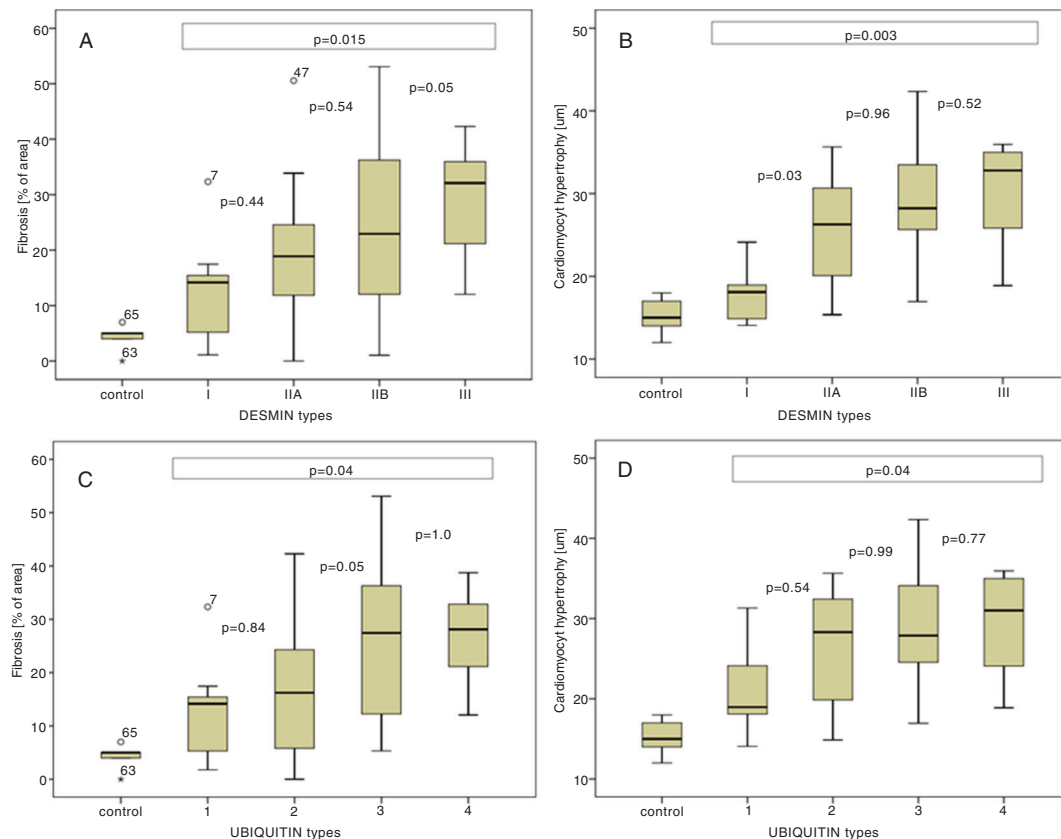 A
p=0.015
60
50
40
30
20
10
0
Fibrosis [% of area]
65
63
7
p=0.44
47
p=0.54
p=0.05
control I IIA IIB III
DESMIN types
B
p=0.003
50
40
30
20
10
Cardiomyocyt hypertrophy [um]
p=0.03
p=0.96
p=0.52
control I IIA IIB III
DESMIN types
C
p=0.04
60
50
40
30
20
10
0
Fibrosis [% of area]
65
63
7
p=0.84
p=0.05
p=1.0
control 1 2 3 4
UBIQUITIN types
D
p=0.04
50
40
30
20
10
Cardiomyocyt hypertrophy [um]
p=0.54
p=0.99
p=0.77
control 1 2 3 4
UBIQUITIN types